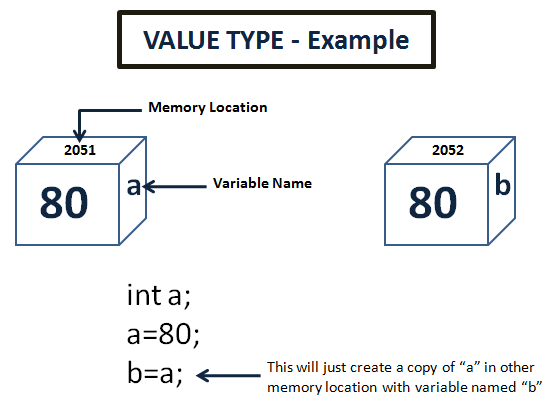 VALUE TYPE - Example
Memory Location
2051
80
a
Variable Name
2052
80
b
int a;
a=80;
b=a;
This will just create a copy of “a” in other
memory location with variable named “b”